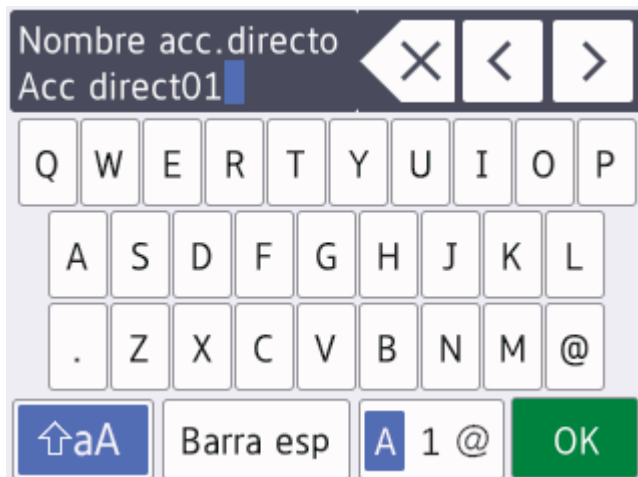 Nombre acc.directo
Acc direct01
Q W E R T Y U I O P
A S D F G H J K L
. Z X C V B N M @
⇧aA Barra esp A 1 @ OK